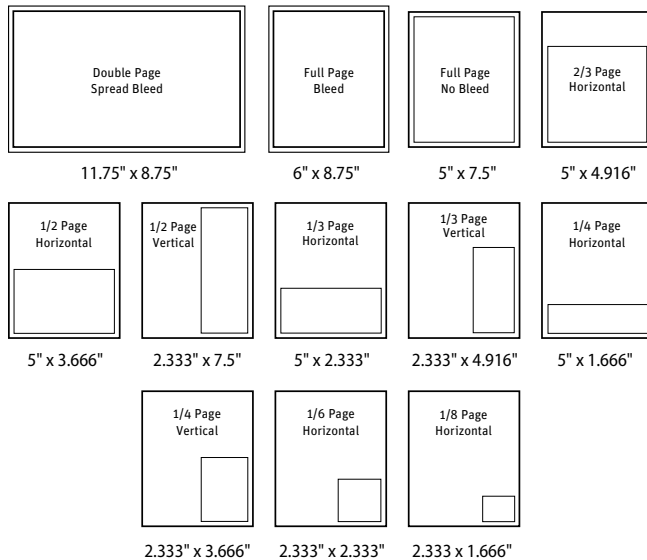 Double Page
Spread Bleed
11.75" x 8.75"
Full Page
Bleed
6" x 8.75"
Full Page
No Bleed
5" x 7.5"
2/3 Page
Horizontal
5" x 4.916"
1/2 Page
Horizontal
5" x 3.666"
1/2 Page
Vertical
2.333" x 7.5"
1/3 Page
Horizontal
5" x 2.333"
1/3 Page
Vertical
2.333" x 4.916"
1/4 Page
Horizontal
5" x 1.666"
1/4 Page
Vertical
2.333" x 3.666"
1/6 Page
Horizontal
2.333" x 2.333"
1/8 Page
Horizontal
2.333 x 1.666"